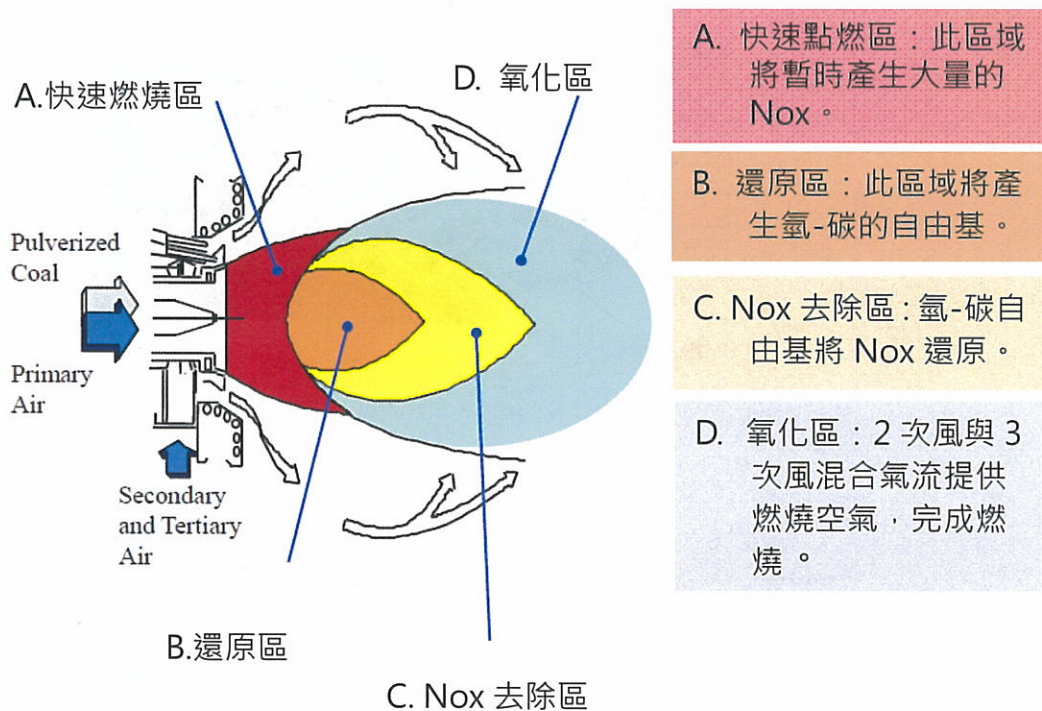 A.快速燃燒區
D. 氧化區
Pulverized
Coal
Primary
Air
Secondary
and Tertiary
Air
B.還原區
C. Nox 去除區
A. 快速點燃區：此區域
將暫時產生大量的
Nox。
B. 還原區：此區域將產
生氫-碳的自由基。
C. Nox 去除區：氫-碳自
由基將 Nox 還原。
D. 氧化區：2 次風與 3
次風混合氣流提供
燃燒空氣，完成燃
燒。